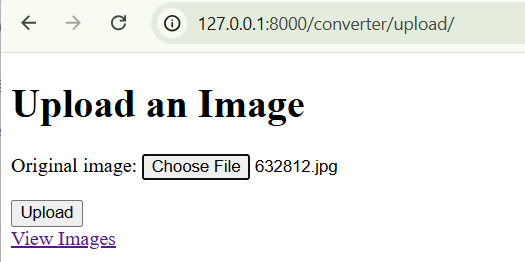 127.0.0.1:8000/converter/upload/
Upload an Image
Original image: Choose File 632812.jpg
Upload
View Images